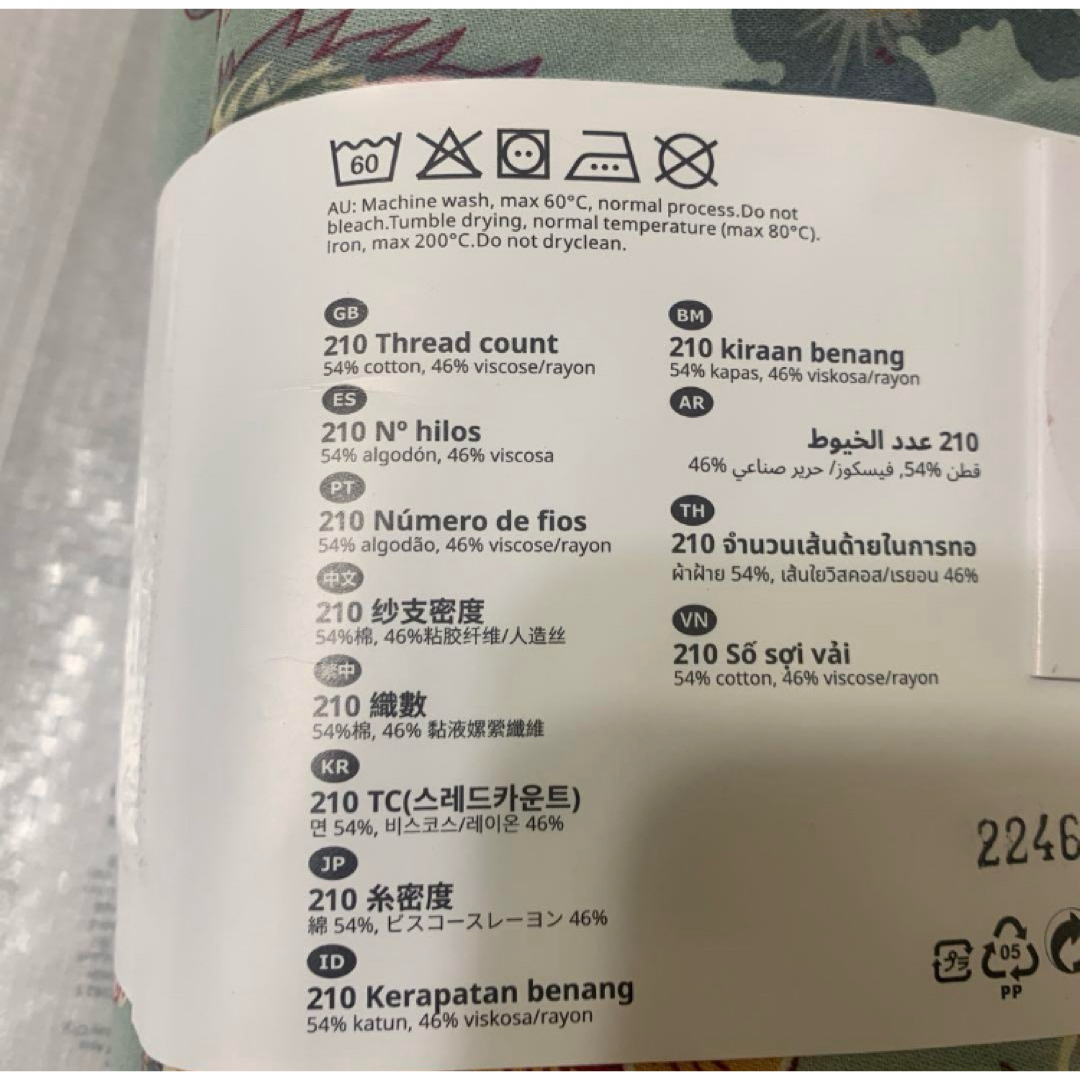 60
AU: Machine wash, max 60°C, normal process.Do not
bleach.Tumble drying, normal temperature (max 80°C).
Iron, max 200°C.Do not dryclean.
GB
210 Thread count
54% cotton, 46% viscose/rayon
ES
210 Nº hilos
54% algodón, 46% viscosa
PT
210 Número de fios
54% algodão, 46% viscose/rayon
中文
210 纱支密度
54%棉, 46%粘胶纤维/人造丝
繁中
210 織數
54%棉, 46% 黏液嫘縈纖維
KR
210 TC(스레드카운트)
면 54%, 비스코스/레이온 46%
JP
210 糸密度
綿 54%, ビスコースレーヨン 46%
ID
210 Kerapatan benang
54% katun, 46% viskosa/rayon
BM
210 kiraan benang
54% kapas, 46% viskosa/rayon
AR
210 عدد الخيوط
قطن 54%, فيسكوز/ حرير صناعي 46%
TH
210 จำนวนเส้นด้ายในการทอ
ผ้าฝ้าย 54%, เส้นใยวิสคอส/เรยอน 46%
VN
210 Số sợi vải
54% cotton, 46% viscose/rayon
2246
プラ
05
PP